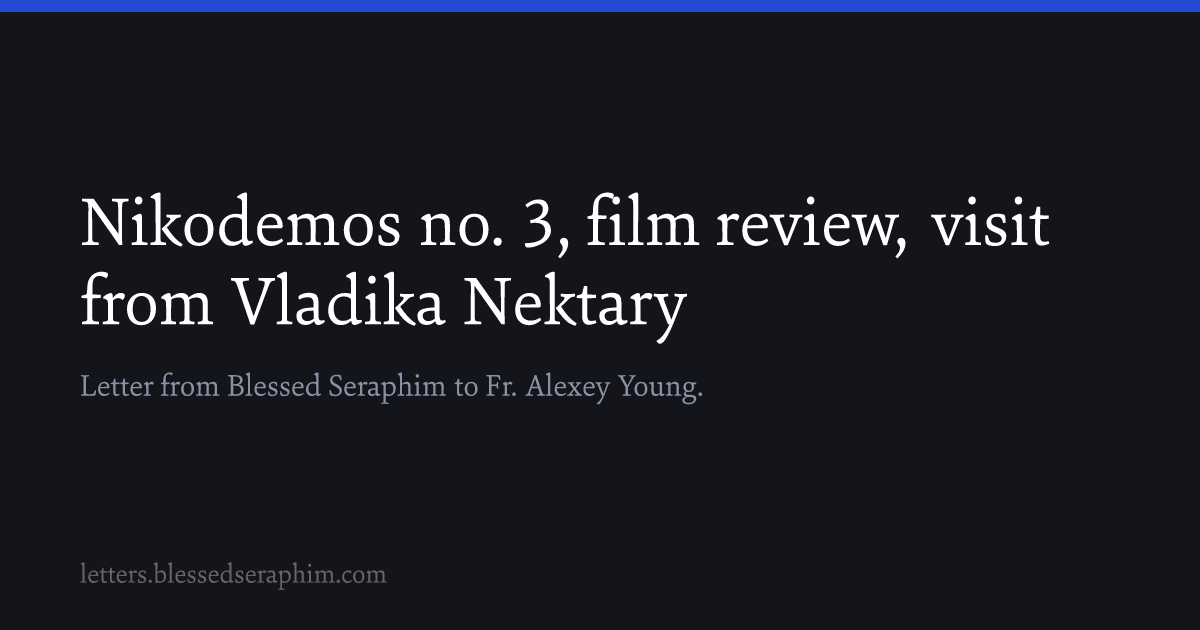 Nikodemos no. 3, film review, visit
from Vladika Nektary
Letter from Blessed Seraphim to Fr. Alexey Young.
letters.blessedseraphim.com